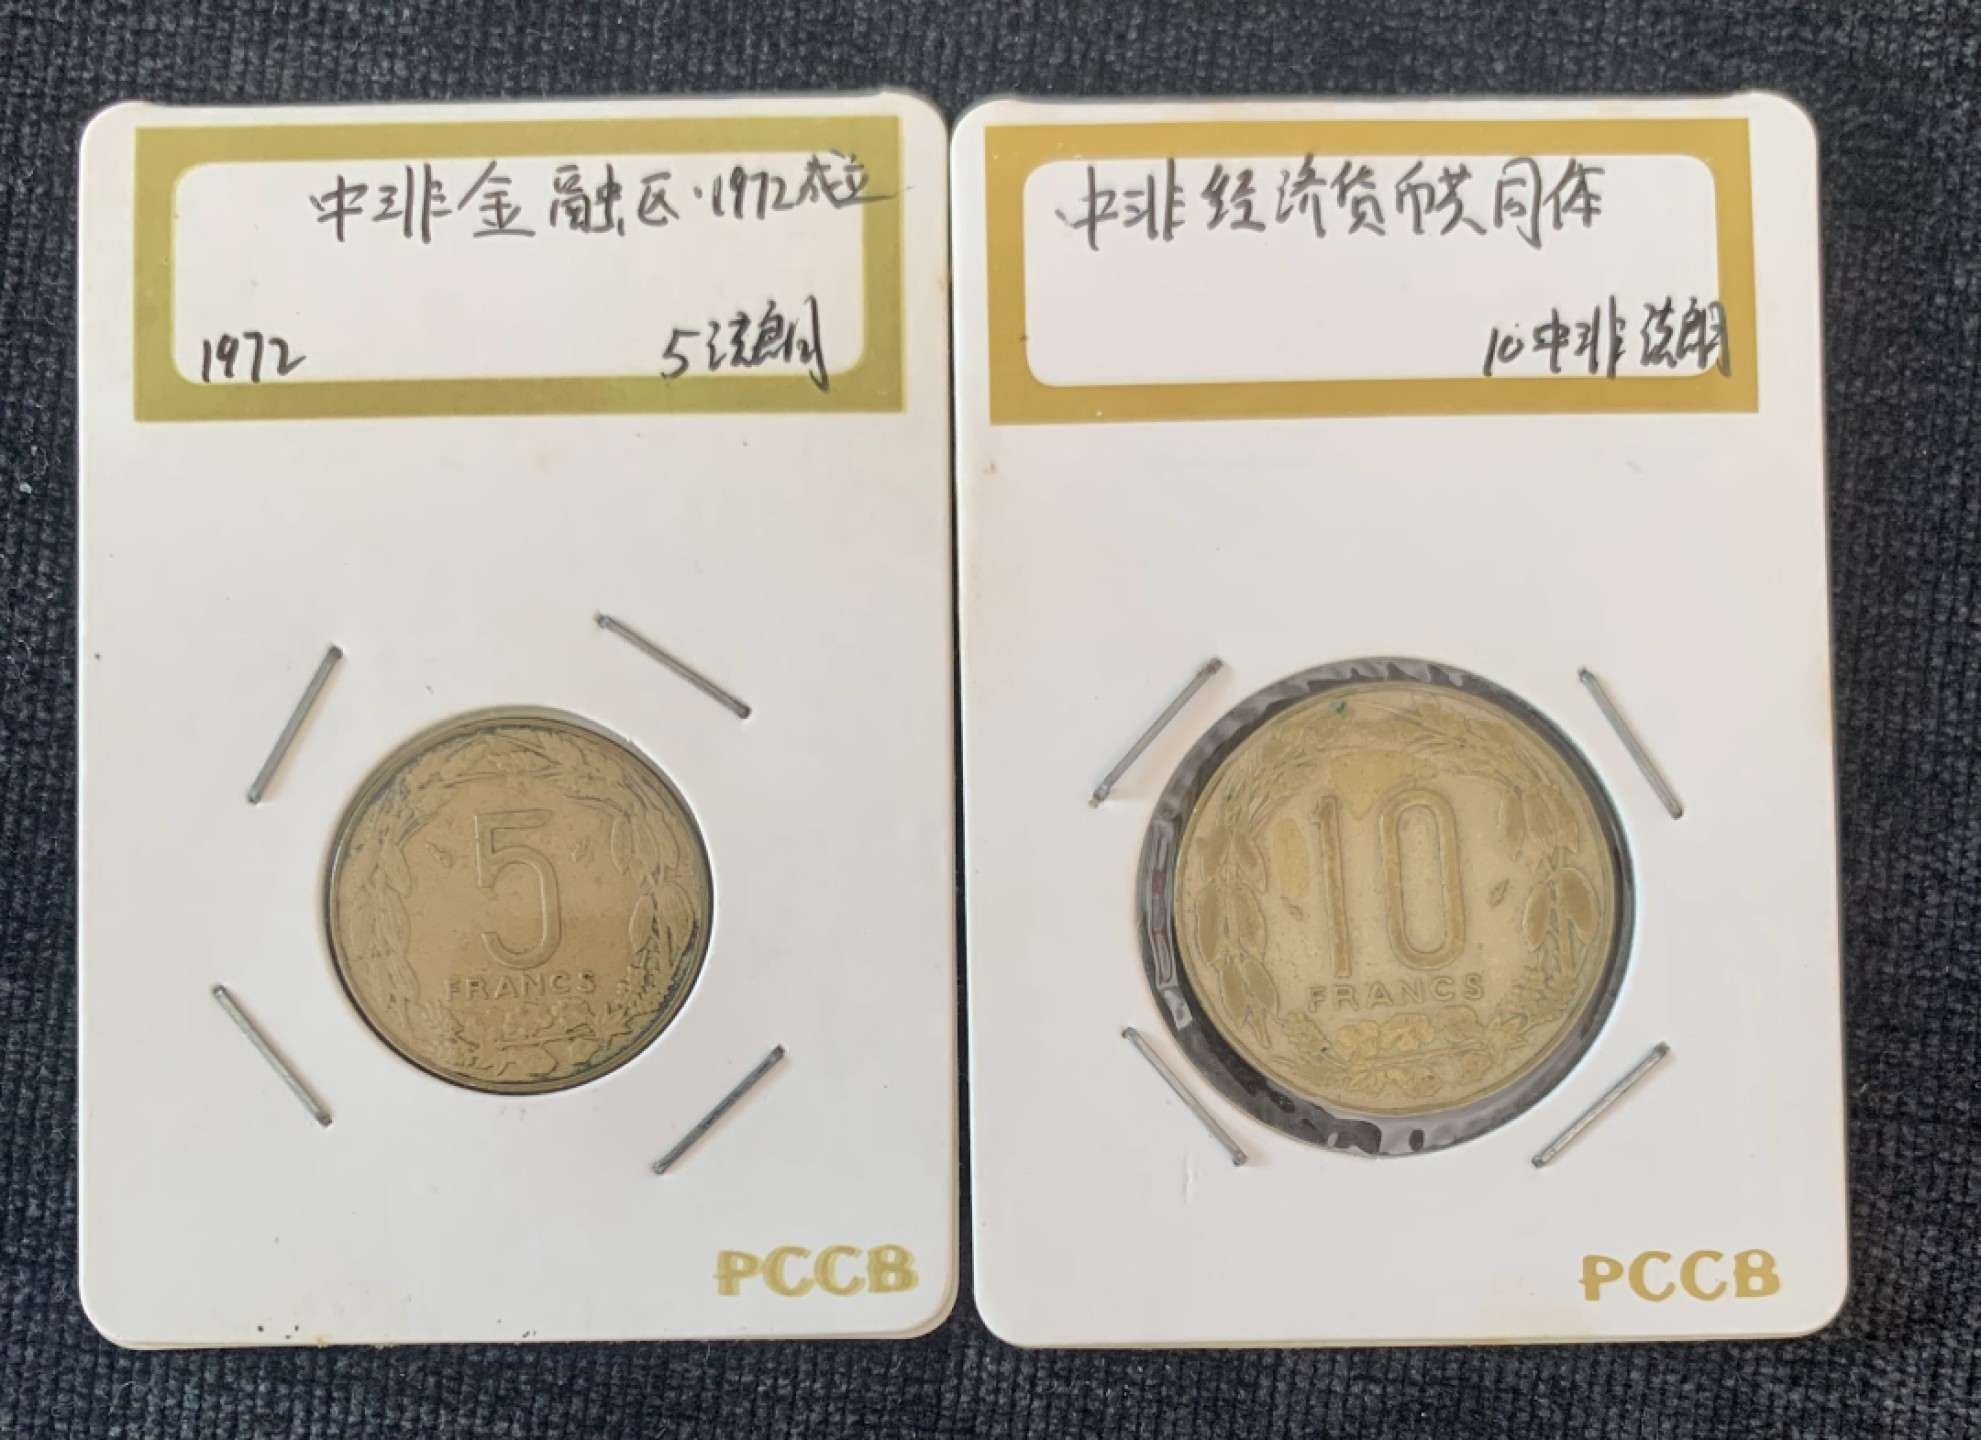 中非金融区·1972成立
1972 5法郎
5
FRANCS
PCCB
中非经济货币共同体
10中非法郎
10
FRANCS
PCCB